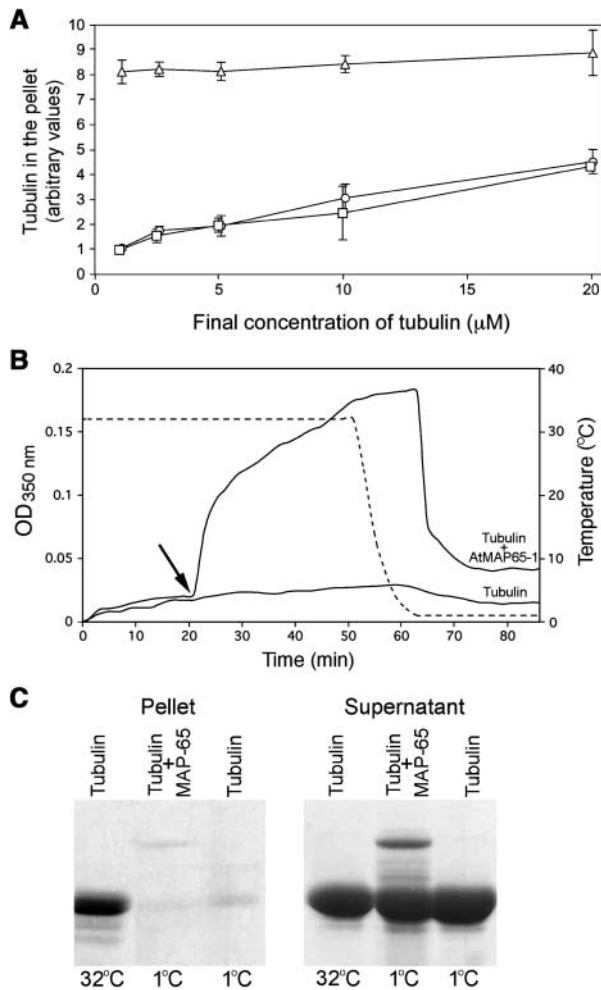 A
Tubulin in the pellet
(arbitrary values)
10
9
8
7
6
5
4
3
2
1
0
0
5
10
15
20
Final concentration of tubulin (μM)
B
OD350 nm
0.2
0.15
0.1
0.05
0
40
30
20
10
0
Temperature (°C)
Tubulin
+
AtMAP65-1
Tubulin
0 10 20 30 40 50 60 70 80
Time (min)
C
Pellet
Supernatant
Tubulin
Tubulin
+
MAP-65
Tubulin
Tubulin
Tubulin
+
MAP-65
Tubulin
32°C 1°C 1°C
32°C 1°C 1°C